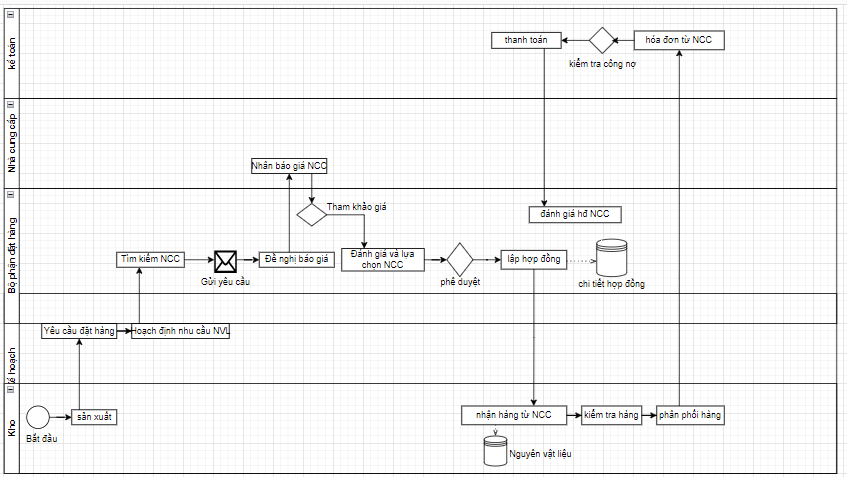 kế toán
thanh toán
kiểm tra công nợ
hóa đơn từ NCC
Nhà cung cấp
Nhân báo giá NCC
Bộ phận đặt hàng
Tham khảo giá
đánh giá hđ NCC
Tìm kiếm NCC
Gửi yêu cầu
Đề nghị báo giá
Đánh giá và lựa
chọn NCC
phê duyệt
lập hợp đồng
chi tiết hợp đồng
Yêu cầu đặt hàng
Hoạch định nhu cầu NVL
kế hoạch
Kho
Bắt đầu
sản xuất
nhận hàng từ NCC
kiểm tra hàng
phân phối hàng
Nguyên vật liệu